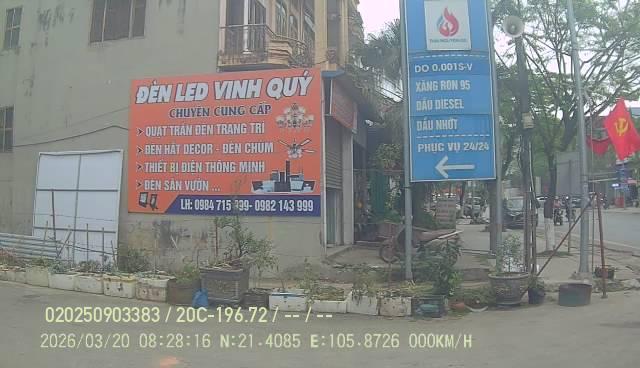 ĐÈN LED VINH QUÝ
CHUYÊN CUNG CẤP
QUẠT TRẦN ĐÈN TRANG TRÍ
ĐÈN HẮT DECOR - ĐÈN CHÙM
THIẾT BỊ ĐIỆN THÔNG MINH
ĐÈN SÂN VƯỜN ...
LH: 0984 715 999- 0982 143 999
DO 0.001S-V
XĂNG RON 95
DẦU DIESEL
DẦU NHỚT
PHỤC VỤ 24/24
020250903383 / 20C-196.72 / -- / --
2026/03/20 08:28:16 N:21.4085 E:105.8726 000KM/H